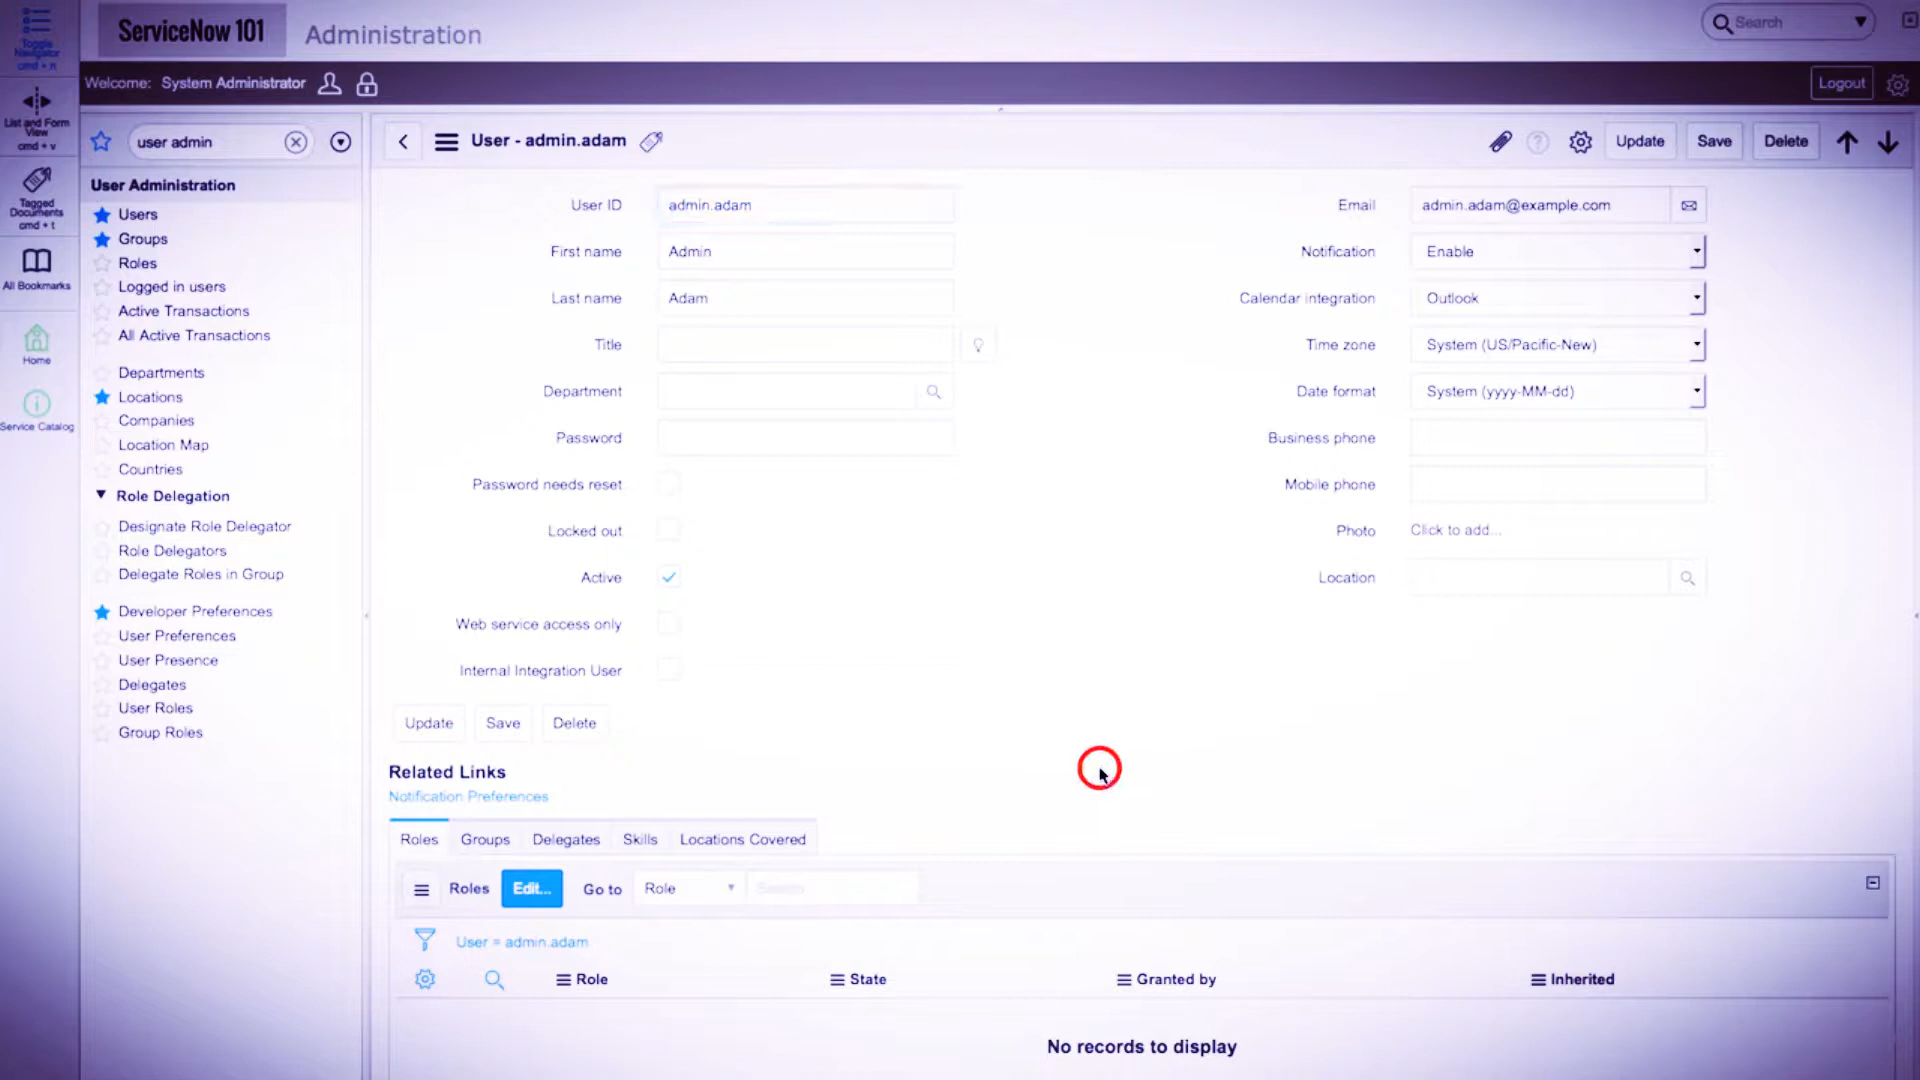 Toggle
Navigator
cmd + n
List and Form
View
cmd + v
Tagged
Documents
cmd + t
All Bookmarks
Home
Service Catalog
ServiceNow 101
Administration
Search
Welcome: System Administrator
Logout
user admin
User Administration
Users
Groups
Roles
Logged in users
Active Transactions
All Active Transactions
Departments
Locations
Companies
Location Map
Countries
Role Delegation
Designate Role Delegator
Role Delegators
Delegate Roles in Group
Developer Preferences
User Preferences
User Presence
Delegates
User Roles
Group Roles
User - admin.adam
Update Save Delete
User ID admin.adam
First name Admin
Last name Adam
Title
Department
Password
Password needs reset
Locked out
Active
Web service access only
Internal Integration User
Email admin.adam@example.com
Notification Enable
Calendar integration Outlook
Time zone System (US/Pacific-New)
Date format System (yyyy-MM-dd)
Business phone
Mobile phone
Photo Click to add...
Location
Update Save Delete
Related Links
Notification Preferences
Roles Groups Delegates Skills Locations Covered
Roles Edit... Go to Role Search
User = admin.adam
Role State Granted by Inherited
No records to display